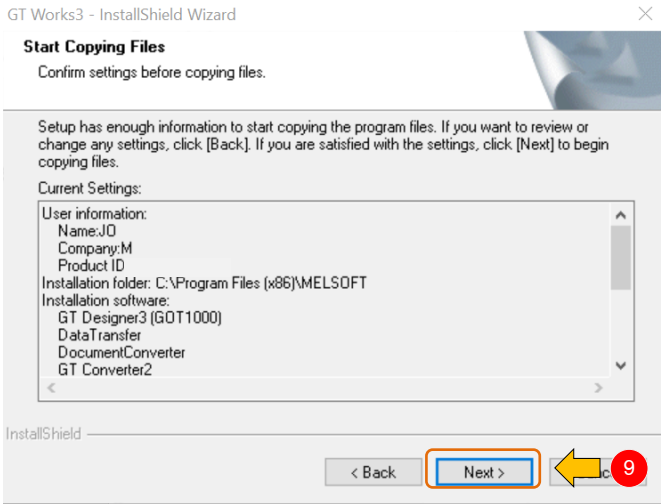 GT Works3 - InstallShield Wizard
Start Copying Files
Confirm settings before copying files.
Setup has enough information to start copying the program files. If you want to review or
change any settings, click [Back]. If you are satisfied with the settings, click [Next] to begin
copying files.
Current Settings:
User information:
Name:JO
Company:M
Product ID
Installation folder: C:\Program Files (x86)\MELSOFT
Installation software:
GT Designer3 (GOT1000)
DataTransfer
DocumentConverter
GT Converter2
InstallShield
< Back
Next >
9